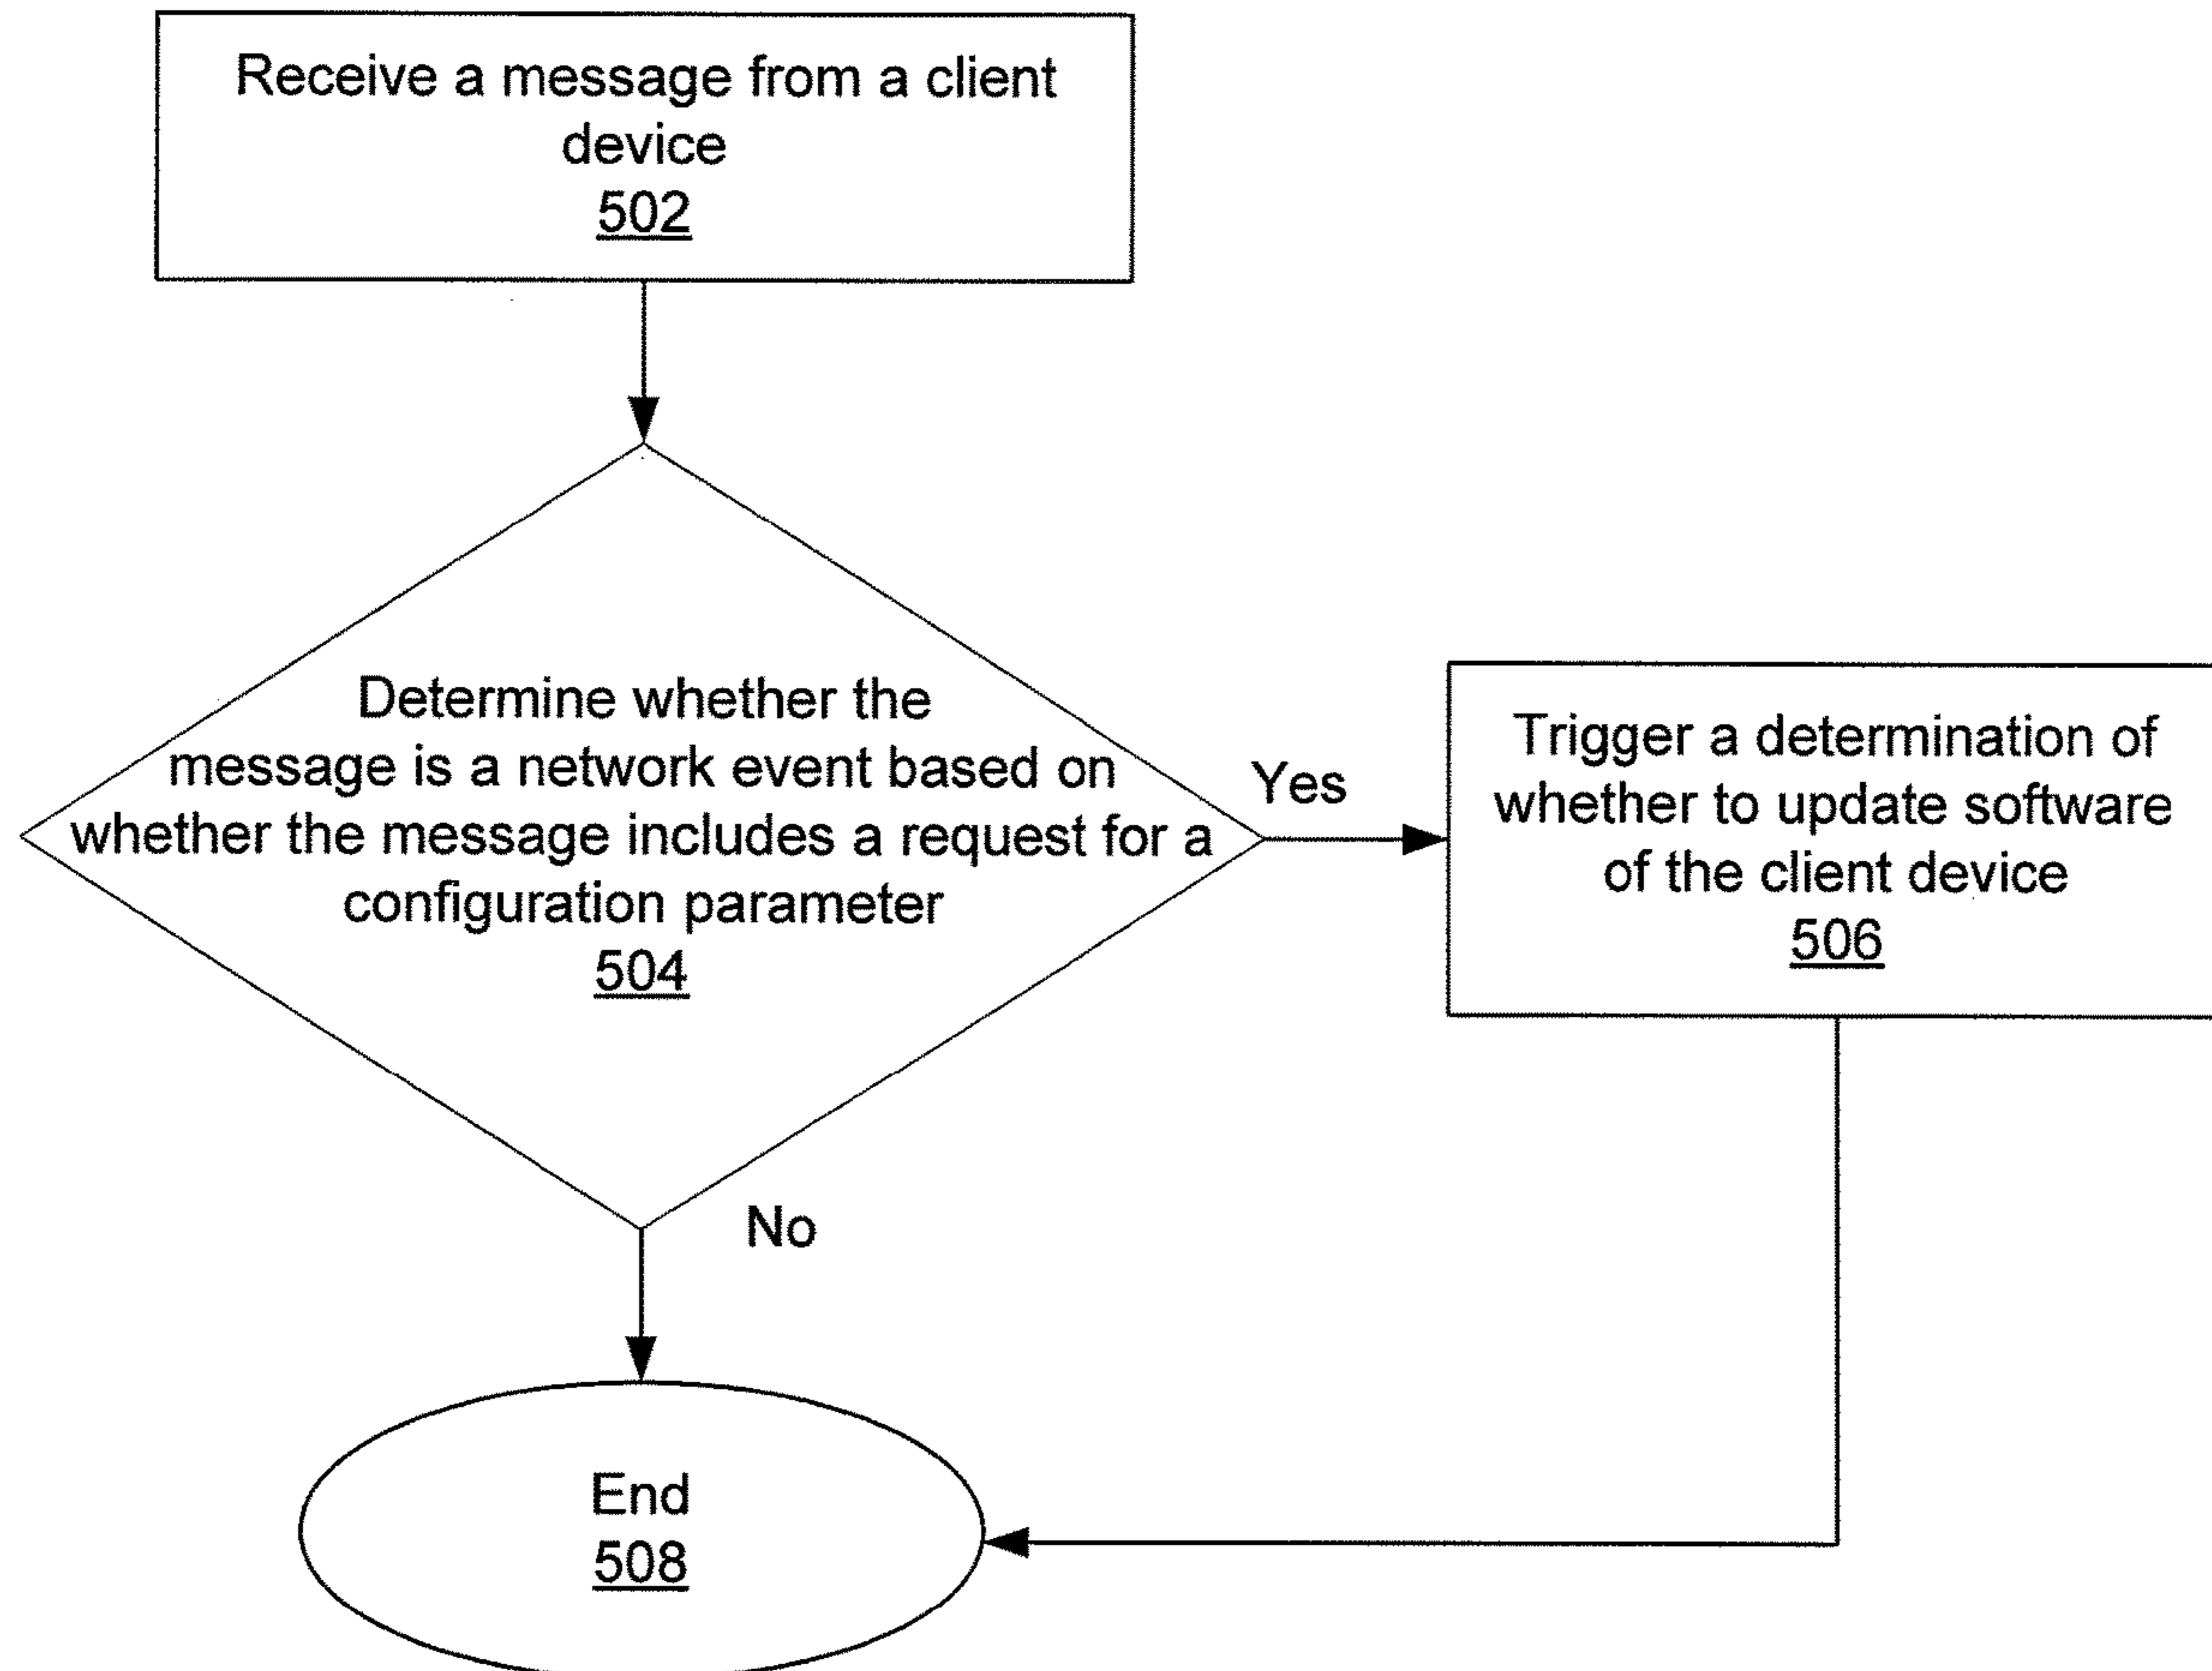 Receive a message from a client
device
502
Determine whether the
message is a network event based on
whether the message includes a request for a
configuration parameter
504
Yes
Trigger a determination of
whether to update software
of the client device
506
No
End
508